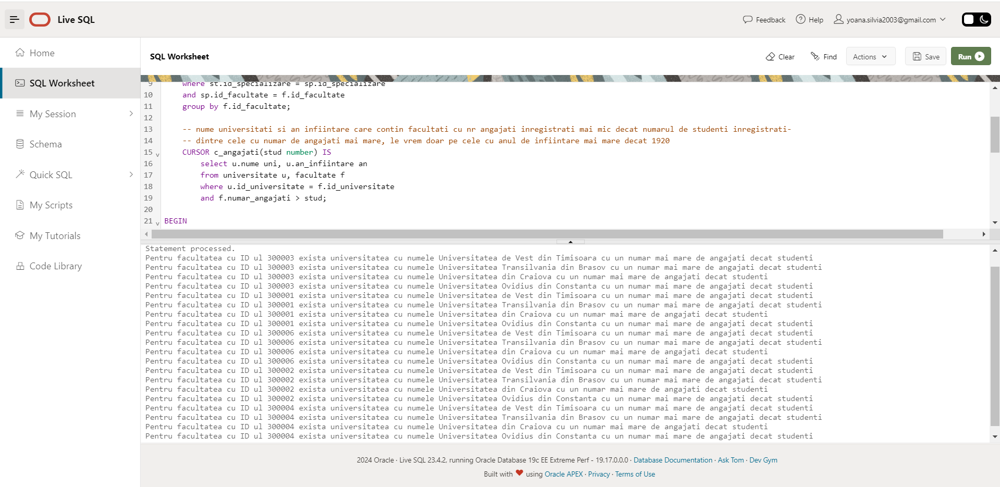 Live SQL
Feedback
Help
yoana.silvia2003@gmail.com
Home
SQL Worksheet
My Session
Schema
Quick SQL
My Scripts
My Tutorials
Code Library
SQL Worksheet
Clear
Find
Actions
Save
Run
9 where st.id_specializare = sp.id_specializare
10 and sp.id_facultate = f.id_facultate
11 group by f.id_facultate;
12
13 -- nume universitati si an infiintare care contin facultati cu nr angajati inregistrati mai mic decat numarul de studenti inregistrati-
14 -- dintre cele cu numar de angajati mai mare, le vrem doar pe cele cu anul de infiintare mai mare decat 1920
15 CURSOR c_angajati(stud number) IS
16 select u.nume uni, u.an_infiintare an
17 from universitate u, facultate f
18 where u.id_universitate = f.id_universitate
19 and f.numar_angajati > stud;
20
21 BEGIN
Statement processed.
Pentru facultatea cu ID ul 300003 exista universitatea cu numele Universitatea de Vest din Timisoara cu un numar mai mare de angajati decat studenti
Pentru facultatea cu ID ul 300003 exista universitatea cu numele Universitatea Transilvania din Brasov cu un numar mai mare de angajati decat studenti
Pentru facultatea cu ID ul 300003 exista universitatea cu numele Universitatea din Craiova cu un numar mai mare de angajati decat studenti
Pentru facultatea cu ID ul 300003 exista universitatea cu numele Universitatea Ovidius din Constanta cu un numar mai mare de angajati decat studenti
Pentru facultatea cu ID ul 300001 exista universitatea cu numele Universitatea de Vest din Timisoara cu un numar mai mare de angajati decat studenti
Pentru facultatea cu ID ul 300001 exista universitatea cu numele Universitatea Transilvania din Brasov cu un numar mai mare de angajati decat studenti
Pentru facultatea cu ID ul 300001 exista universitatea cu numele Universitatea din Craiova cu un numar mai mare de angajati decat studenti
Pentru facultatea cu ID ul 300001 exista universitatea cu numele Universitatea Ovidius din Constanta cu un numar mai mare de angajati decat studenti
Pentru facultatea cu ID ul 300006 exista universitatea cu numele Universitatea de Vest din Timisoara cu un numar mai mare de angajati decat studenti
Pentru facultatea cu ID ul 300006 exista universitatea cu numele Universitatea Transilvania din Brasov cu un numar mai mare de angajati decat studenti
Pentru facultatea cu ID ul 300006 exista universitatea cu numele Universitatea din Craiova cu un numar mai mare de angajati decat studenti
Pentru facultatea cu ID ul 300006 exista universitatea cu numele Universitatea Ovidius din Constanta cu un numar mai mare de angajati decat studenti
Pentru facultatea cu ID ul 300002 exista universitatea cu numele Universitatea de Vest din Timisoara cu un numar mai mare de angajati decat studenti
Pentru facultatea cu ID ul 300002 exista universitatea cu numele Universitatea Transilvania din Brasov cu un numar mai mare de angajati decat studenti
Pentru facultatea cu ID ul 300002 exista universitatea cu numele Universitatea din Craiova cu un numar mai mare de angajati decat studenti
Pentru facultatea cu ID ul 300002 exista universitatea cu numele Universitatea Ovidius din Constanta cu un numar mai mare de angajati decat studenti
Pentru facultatea cu ID ul 300004 exista universitatea cu numele Universitatea de Vest din Timisoara cu un numar mai mare de angajati decat studenti
Pentru facultatea cu ID ul 300004 exista universitatea cu numele Universitatea Transilvania din Brasov cu un numar mai mare de angajati decat studenti
Pentru facultatea cu ID ul 300004 exista universitatea cu numele Universitatea din Craiova cu un numar mai mare de angajati decat studenti
Pentru facultatea cu ID ul 300004 exista universitatea cu numele Universitatea Ovidius din Constanta cu un numar mai mare de angajati decat studenti
2024 Oracle · Live SQL 23.4.2, running Oracle Database 19c EE Extreme Perf - 19.17.0.0.0 · Database Documentation · Ask Tom · Dev Gym
Built with ❤ using Oracle APEX · Privacy · Terms of Use